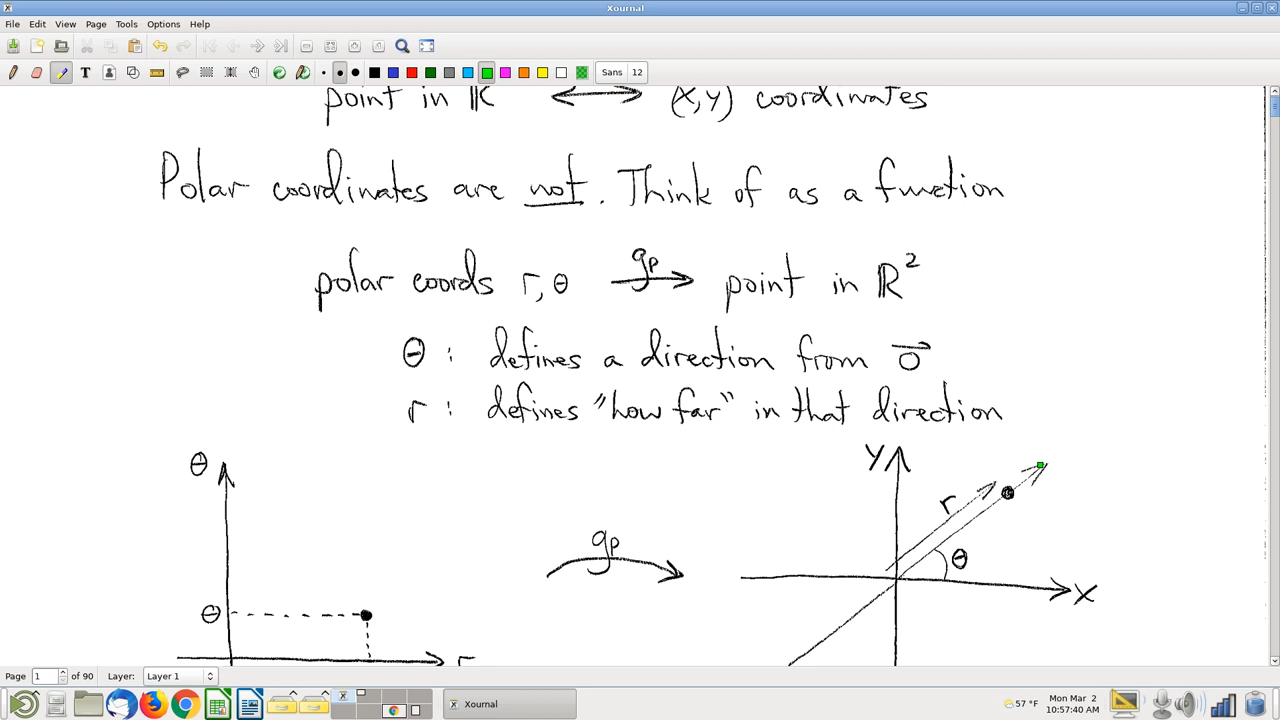 Xournal
File Edit View Page Tools Options Help
T Sans 12
point in ℝ ⟷ (x,y) coordinates
Polar coordinates are not. Think of as a function
polar coords r, θ gₚ→ point in ℝ²
θ : defines a direction from 0⃗
r : defines "how far" in that direction
θ
gₚ
θ
r
y
r
θ
x
Page 1 of 90 Layer: Layer 1
Xournal 57 °F Mon Mar 2
10:57:40 AM